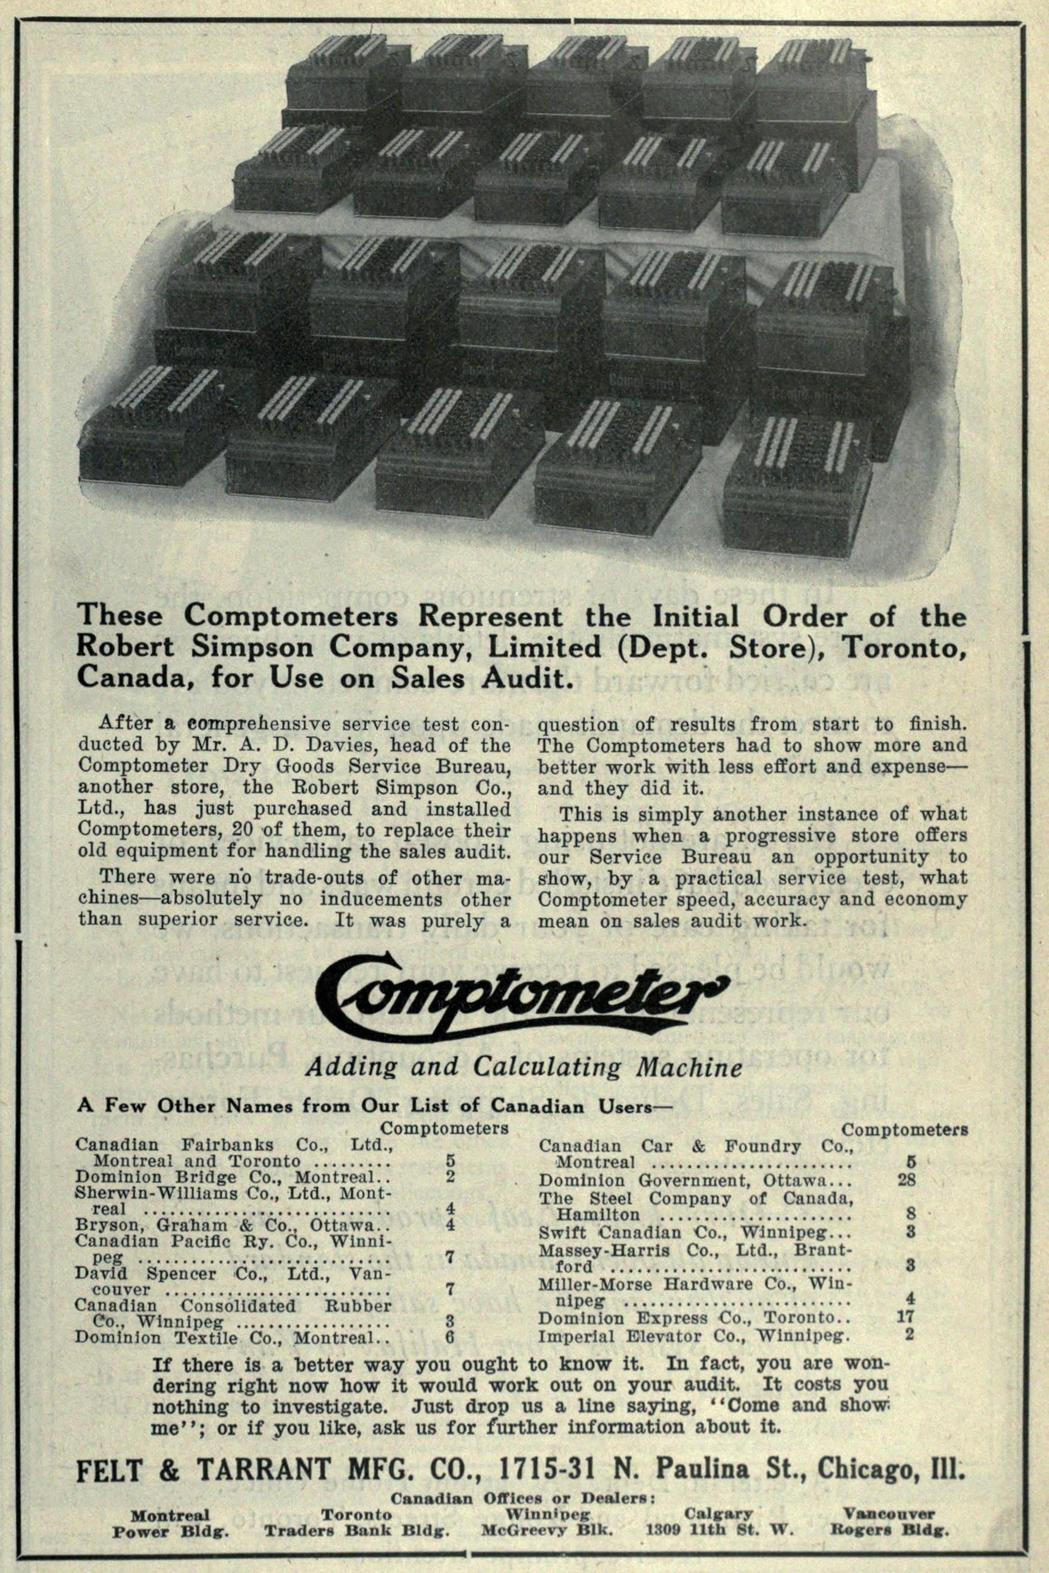 These Comptometers Represent the Initial Order of the
Robert Simpson Company, Limited (Dept. Store), Toronto,
Canada, for Use on Sales Audit.
After a comprehensive service test con-
ducted by Mr. A. D. Davies, head of the
Comptometer Dry Goods Service Bureau,
another store, the Robert Simpson Co.,
Ltd., has just purchased and installed
Comptometers, 20 of them, to replace their
old equipment for handling the sales audit.
There were no trade-outs of other ma-
chines—absolutely no inducements other
than superior service. It was purely a
question of results from start to finish.
The Comptometers had to show more and
better work with less effort and expense—
and they did it.
This is simply another instance of what
happens when a progressive store offers
our Service Bureau an opportunity to
show, by a practical service test, what
Comptometer speed, accuracy and economy
mean on sales audit work.
Comptometer
Adding and Calculating Machine
A Few Other Names from Our List of Canadian Users—
Comptometers
Canadian Fairbanks Co., Ltd.,
Montreal and Toronto ......... 5
Dominion Bridge Co., Montreal.. 2
Sherwin-Williams Co., Ltd., Mont-
real ............................ 4
Bryson, Graham & Co., Ottawa.. 4
Canadian Pacific Ry. Co., Winni-
peg ............................. 7
David Spencer Co., Ltd., Van-
couver .......................... 7
Canadian Consolidated Rubber
Co., Winnipeg .................. 3
Dominion Textile Co., Montreal.. 6
Comptometers
Canadian Car & Foundry Co.,
Montreal ....................... 5
Dominion Government, Ottawa... 28
The Steel Company of Canada,
Hamilton ...................... 8
Swift Canadian Co., Winnipeg... 3
Massey-Harris Co., Ltd., Brant-
ford ............................ 3
Miller-Morse Hardware Co., Win-
nipeg .......................... 4
Dominion Express Co., Toronto.. 17
Imperial Elevator Co., Winnipeg. 2
If there is a better way you ought to know it. In fact, you are won-
dering right now how it would work out on your audit. It costs you
nothing to investigate. Just drop us a line saying, "Come and show
me"; or if you like, ask us for further information about it.
FELT & TARRANT MFG. CO., 1715-31 N. Paulina St., Chicago, Ill.
Canadian Offices or Dealers:
Montreal Toronto Winnipeg Calgary Vancouver
Power Bldg. Traders Bank Bldg. McGreevy Blk. 1309 11th St. W. Rogers Bldg.